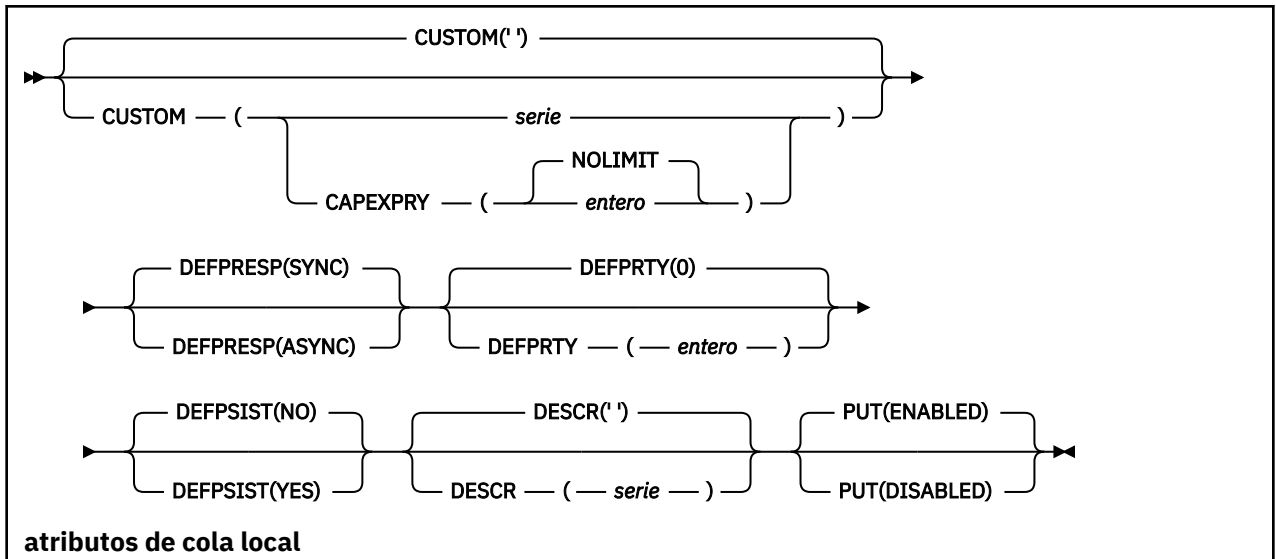 CUSTOM(' ')
CUSTOM ( serie )
NOLIMIT
CAPEXPRY ( entero )
DEFPRESP(SYNC) DEFPRTY(0)
DEFPRESP(ASYNC) DEFPRTY ( entero )
DEFPSIST(NO) DESCR(' ') PUT(ENABLED)
DEFPSIST(YES) DESCR ( serie ) PUT(DISABLED)
atributos de cola local